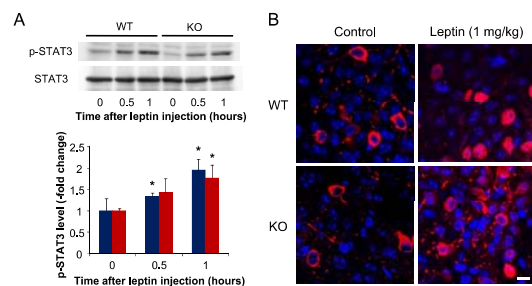 A
WT KO
p-STAT3
STAT3
0 0.5 1 0 0.5 1
Time after leptin injection (hours)
p-STAT3 level (-fold change)
2.5
2
1.5
1
0.5
0
* * *
0 0.5 1
Time after leptin injection (hours)
B
Control Leptin (1 mg/kg)
WT
KO